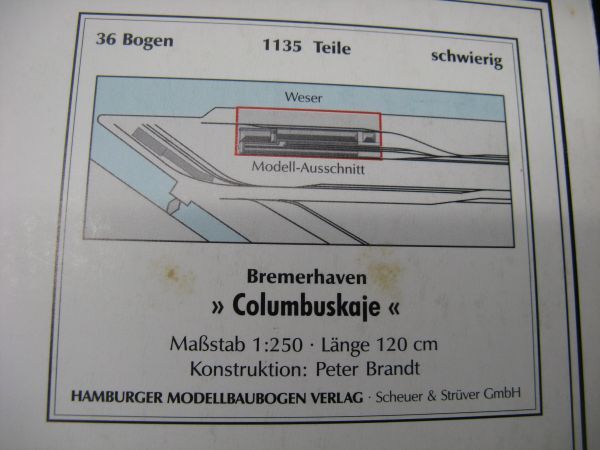 36 Bogen 1135 Teile schwierig
Weser
Modell-Ausschnitt
Bremerhaven
» Columbuskaje «
Maßstab 1:250 · Länge 120 cm
Konstruktion: Peter Brandt
HAMBURGER MODELLBAUBOGEN VERLAG · Scheuer & Strüver GmbH